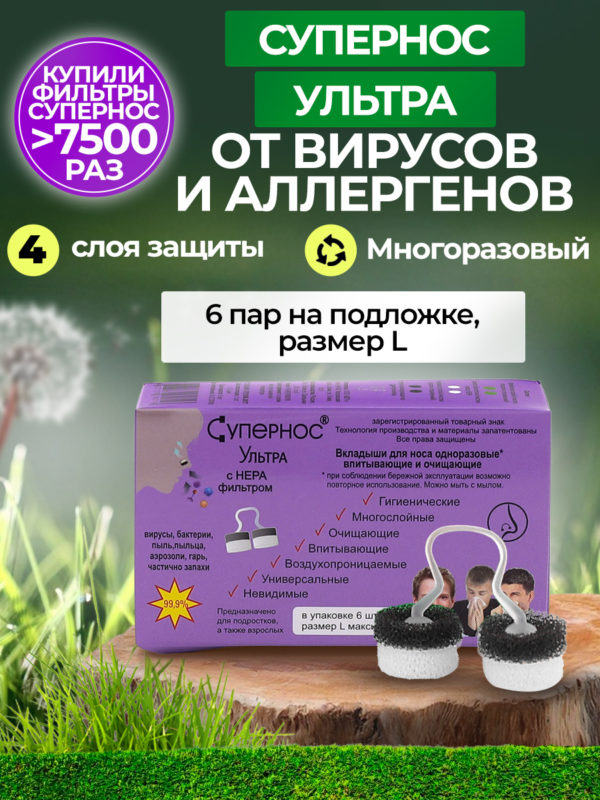 КУПИЛИ
ФИЛЬТРЫ
СУПЕРНОС
>7500
РАЗ
СУПЕРНОС
УЛЬТРА
ОТ ВИРУСОВ
И АЛЛЕРГЕНОВ
4 слоя защиты
Многоразовый
6 пар на подложке,
размер L
Супернос®
Ультра
с HEPA
фильтром
зарегистрированный товарный знак
Технология производства и материалы запатентованы
Все права защищены
Вкладыши для носа одноразовые*
впитывающие и очищающие
* при соблюдении бережной эксплуатации возможно
повторное использование. Можно мыть с мылом.
Гигиенические
Многослойные
Очищающие
Впитывающие
Воздухопроницаемые
Универсальные
Невидимые
вирусы, бактерии,
пыль,пыльца,
аэрозоли, гарь,
частично запахи
99,9%
Предназначено
для подростков,
а также взрослых
в упаковке 6 шт
размер L